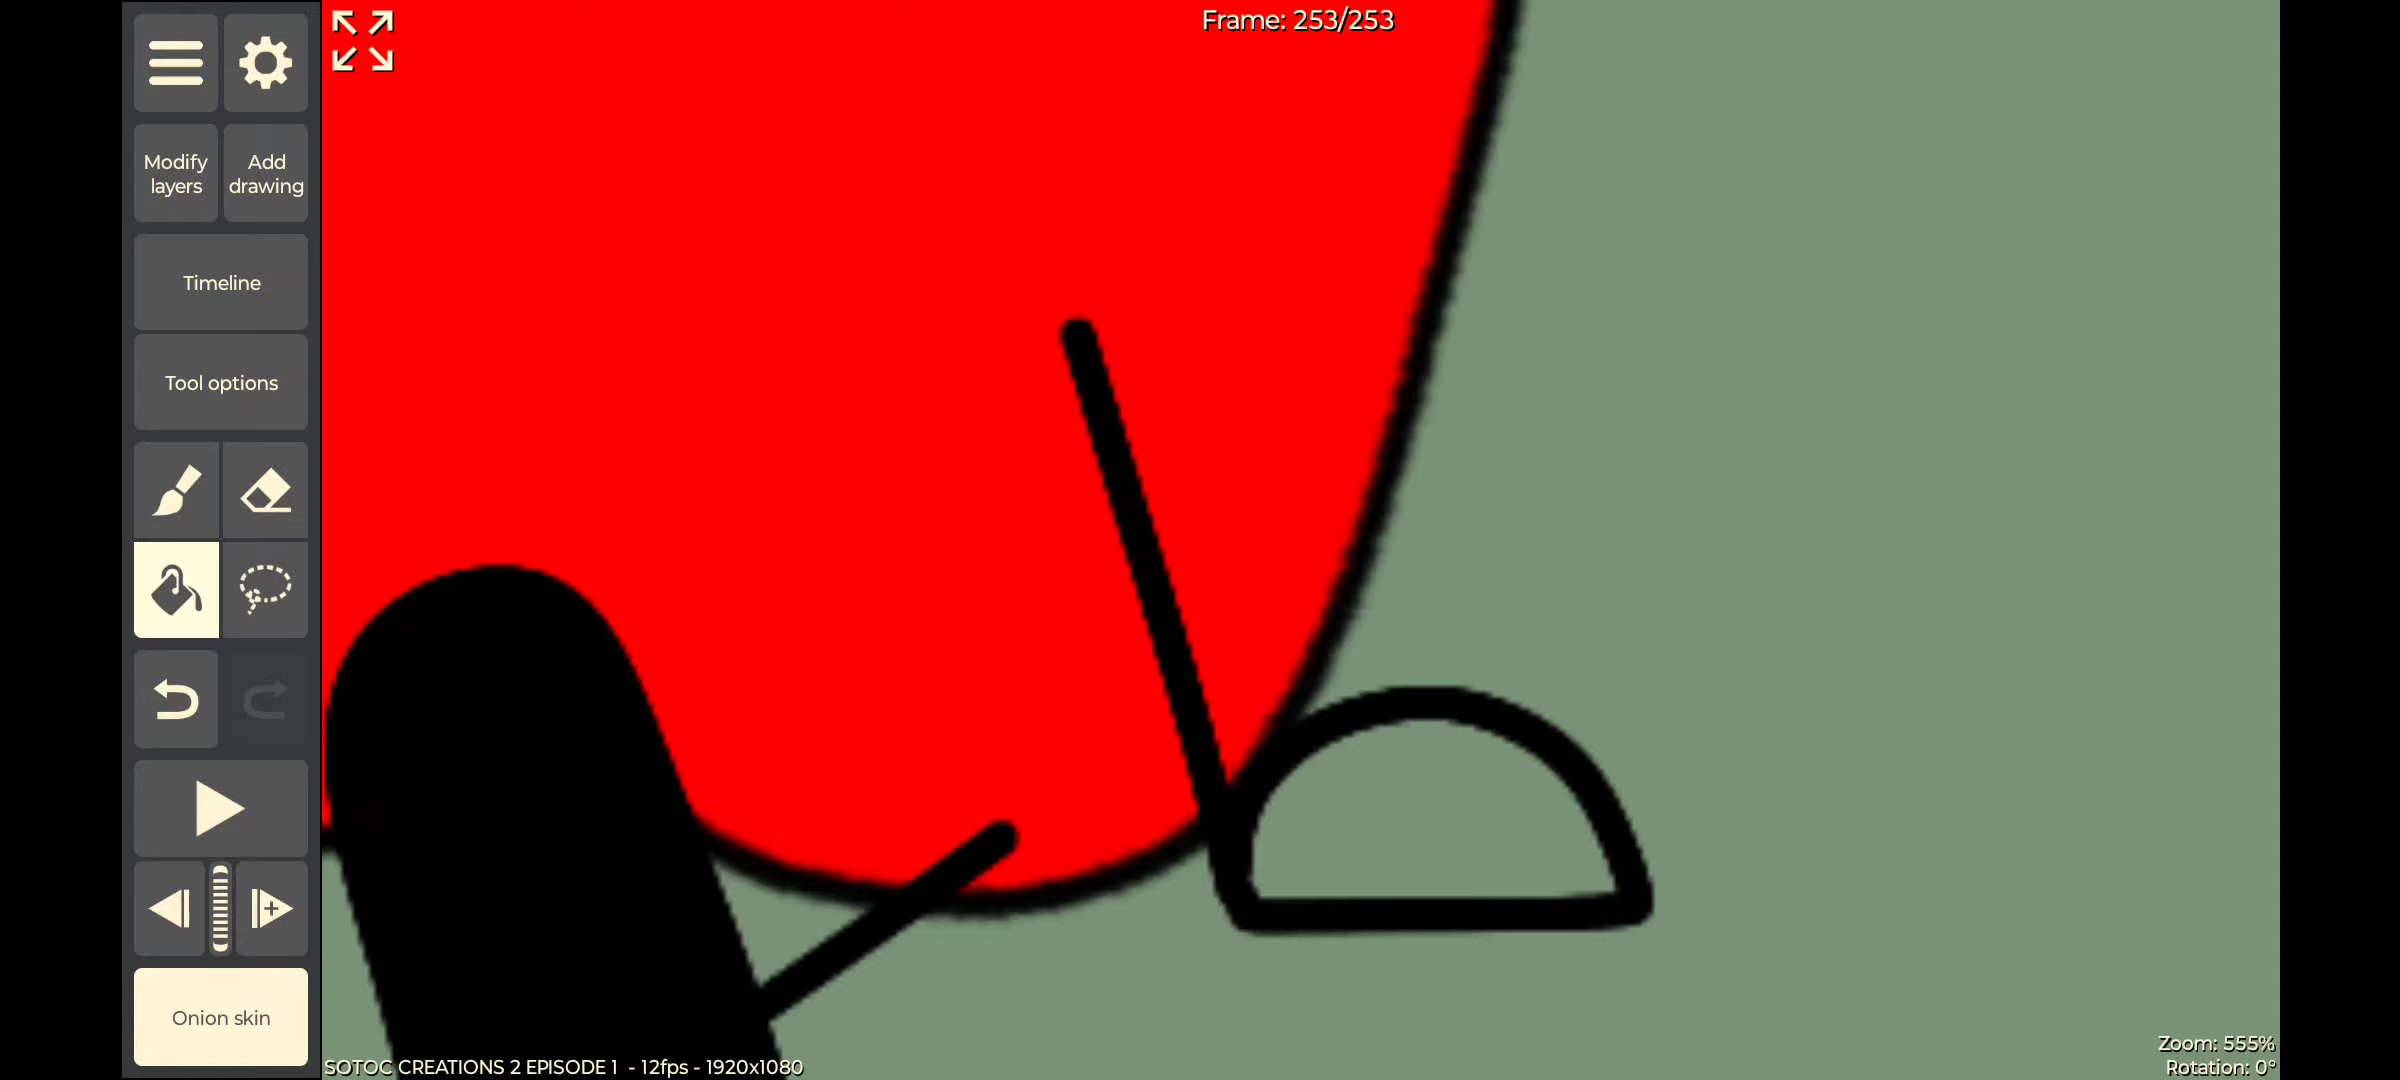 Frame: 253/253
Modify
layers
Add
drawing
Timeline
Tool options
Onion skin
SOTOC CREATIONS 2 EPISODE 1 - 12fps - 1920x1080
Zoom: 555%
Rotation: 0°